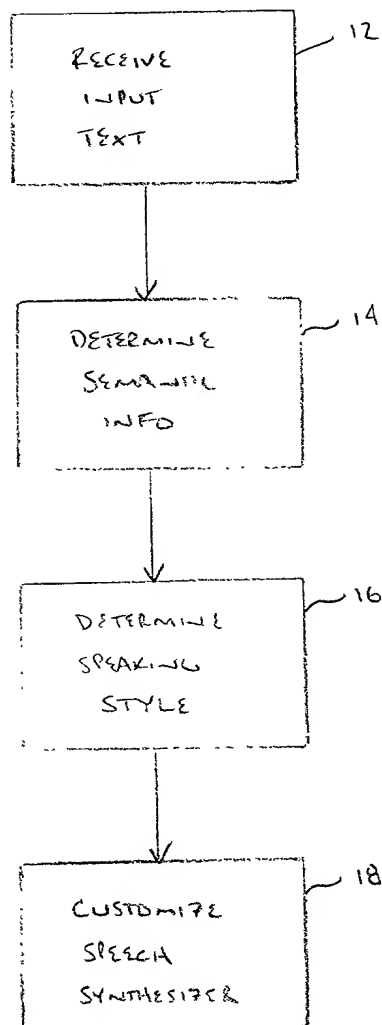 RECEIVE
INPUT
TEXT
12
DETERMINE
SEMANTIC
INFO
14
DETERMINE
SPEAKING
STYLE
16
CUSTOMIZE
SPEECH
SYNTHESIZER
18